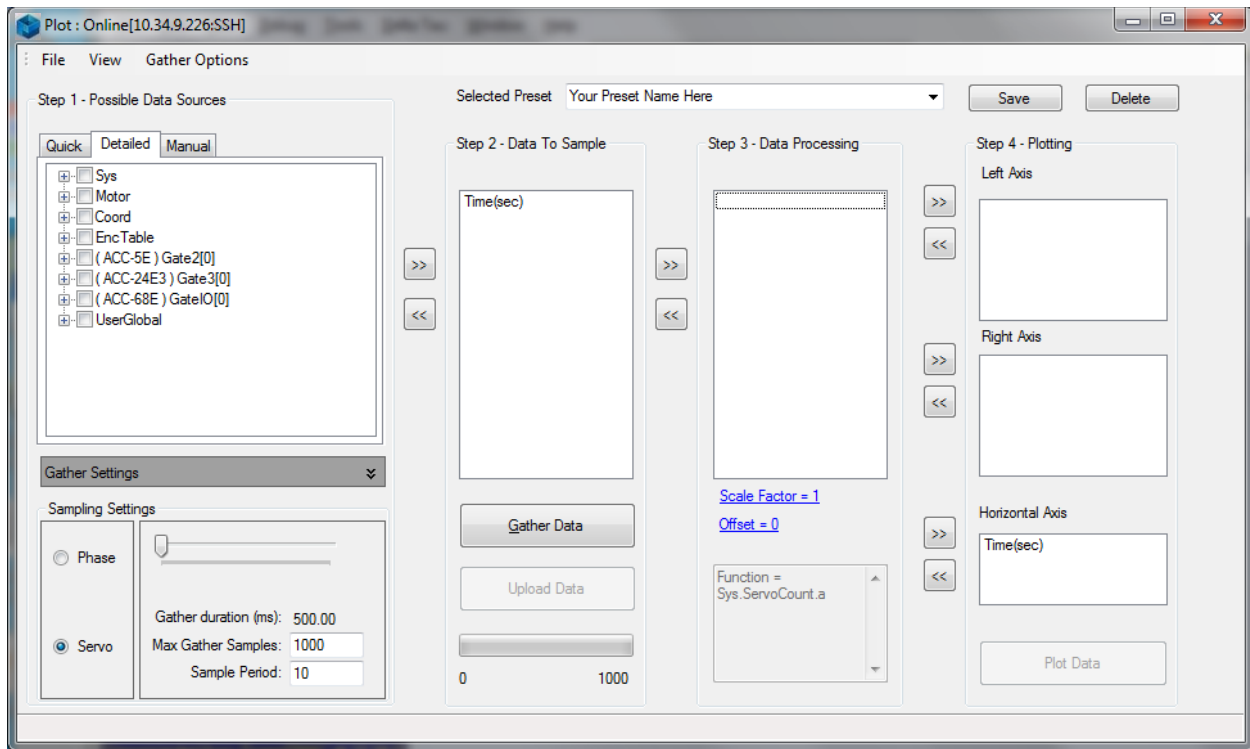 Plot : Online[10.34.9.226:SSH]
File View Gather Options
Step 1 - Possible Data Sources
Quick Detailed Manual
Sys
Motor
Coord
EncTable
( ACC-5E ) Gate2[0]
( ACC-24E3 ) Gate3[0]
( ACC-68E ) GateIO[0]
UserGlobal
Gather Settings
Sampling Settings
Phase
Servo
Gather duration (ms): 500.00
Max Gather Samples: 1000
Sample Period: 10
>>
<<
Selected Preset Your Preset Name Here
Save Delete
Step 2 - Data To Sample
Time(sec)
Gather Data
Upload Data
0 1000
>>
<<
Step 3 - Data Processing
Scale Factor = 1
Offset = 0
Function =
Sys.ServoCount.a
Step 4 - Plotting
Left Axis
>>
<<
Right Axis
>>
<<
Horizontal Axis
>>
<<
Time(sec)
Plot Data